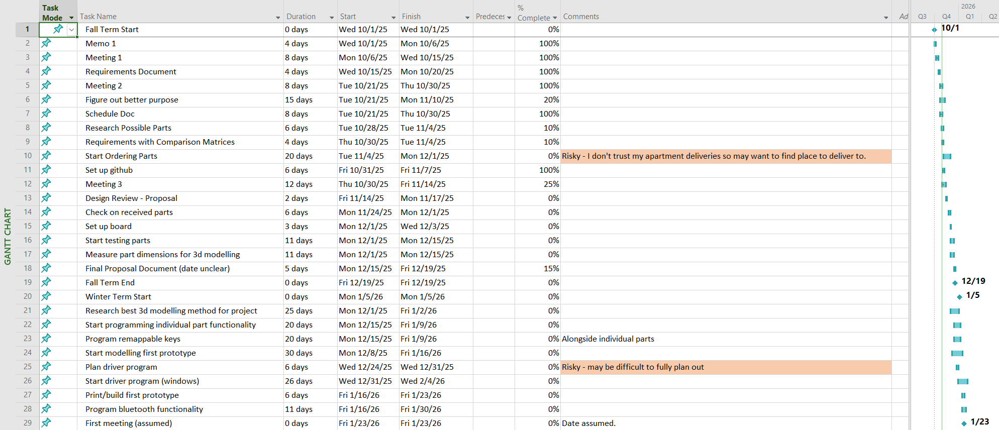 Task Mode Task Name Duration Start Finish Predeces % Complete Comments Ad Q3 Q4 2026 Q1 Q2
1 Fall Term Start 0 days Wed 10/1/25 Wed 10/1/25 0% 10/1
2 Memo 1 4 days Wed 10/1/25 Mon 10/6/25 100%
3 Meeting 1 8 days Mon 10/6/25 Wed 10/15/25 100%
4 Requirements Document 4 days Wed 10/15/25 Mon 10/20/25 100%
5 Meeting 2 8 days Tue 10/21/25 Thu 10/30/25 100%
6 Figure out better purpose 15 days Tue 10/21/25 Mon 11/10/25 20%
7 Schedule Doc 8 days Tue 10/21/25 Thu 10/30/25 100%
8 Research Possible Parts 6 days Tue 10/28/25 Tue 11/4/25 10%
9 Requirements with Comparison Matrices 4 days Thu 10/30/25 Tue 11/4/25 10%
10 Start Ordering Parts 20 days Tue 11/4/25 Mon 12/1/25 0% Risky - I don't trust my apartment deliveries so may want to find place to deliver to.
11 Set up github 6 days Fri 10/31/25 Fri 11/7/25 100%
12 Meeting 3 12 days Thu 10/30/25 Fri 11/14/25 25%
13 Design Review - Proposal 2 days Fri 11/14/25 Mon 11/17/25 0%
14 Check on received parts 6 days Mon 11/24/25 Mon 12/1/25 0%
15 Set up board 3 days Mon 12/1/25 Wed 12/3/25 0%
16 Start testing parts 11 days Mon 12/1/25 Mon 12/15/25 0%
17 Measure part dimensions for 3d modelling 11 days Mon 12/1/25 Mon 12/15/25 0%
18 Final Proposal Document (date unclear) 5 days Mon 12/15/25 Fri 12/19/25 15%
19 Fall Term End 0 days Fri 12/19/25 Fri 12/19/25 0% 12/19
20 Winter Term Start 0 days Mon 1/5/26 Mon 1/5/26 0% 1/5
21 Research best 3d modelling method for project 25 days Mon 12/1/25 Fri 1/2/26 0%
22 Start programming individual part functionality 20 days Mon 12/15/25 Fri 1/9/26 0%
23 Program remappable keys 20 days Mon 12/15/25 Fri 1/9/26 0% Alongside individual parts
24 Start modelling first prototype 30 days Mon 12/8/25 Fri 1/16/26 0%
25 Plan driver program 6 days Wed 12/24/25 Wed 12/31/25 0% Risky - may be difficult to fully plan out
26 Start driver program (windows) 26 days Wed 12/31/25 Wed 2/4/26 0%
27 Print/build first prototype 6 days Fri 1/16/26 Fri 1/23/26 0%
28 Program bluetooth functionality 11 days Fri 1/16/26 Fri 1/30/26 0%
29 First meeting (assumed) 0 days Fri 1/23/26 Fri 1/23/26 0% Date assumed. 1/23
GANTT CHART